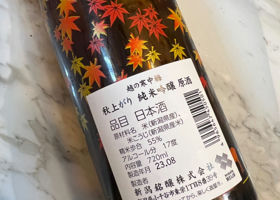 越の寒中梅
秋上がり 純米吟醸 原酒
品目 日本酒
原材料名 米(新潟県産)、
米こうじ(新潟県産米)
精米歩合 55%
アルコール分 17度
内容量 720ml
製造年月 23.08
製造者
新潟銘醸株式会社